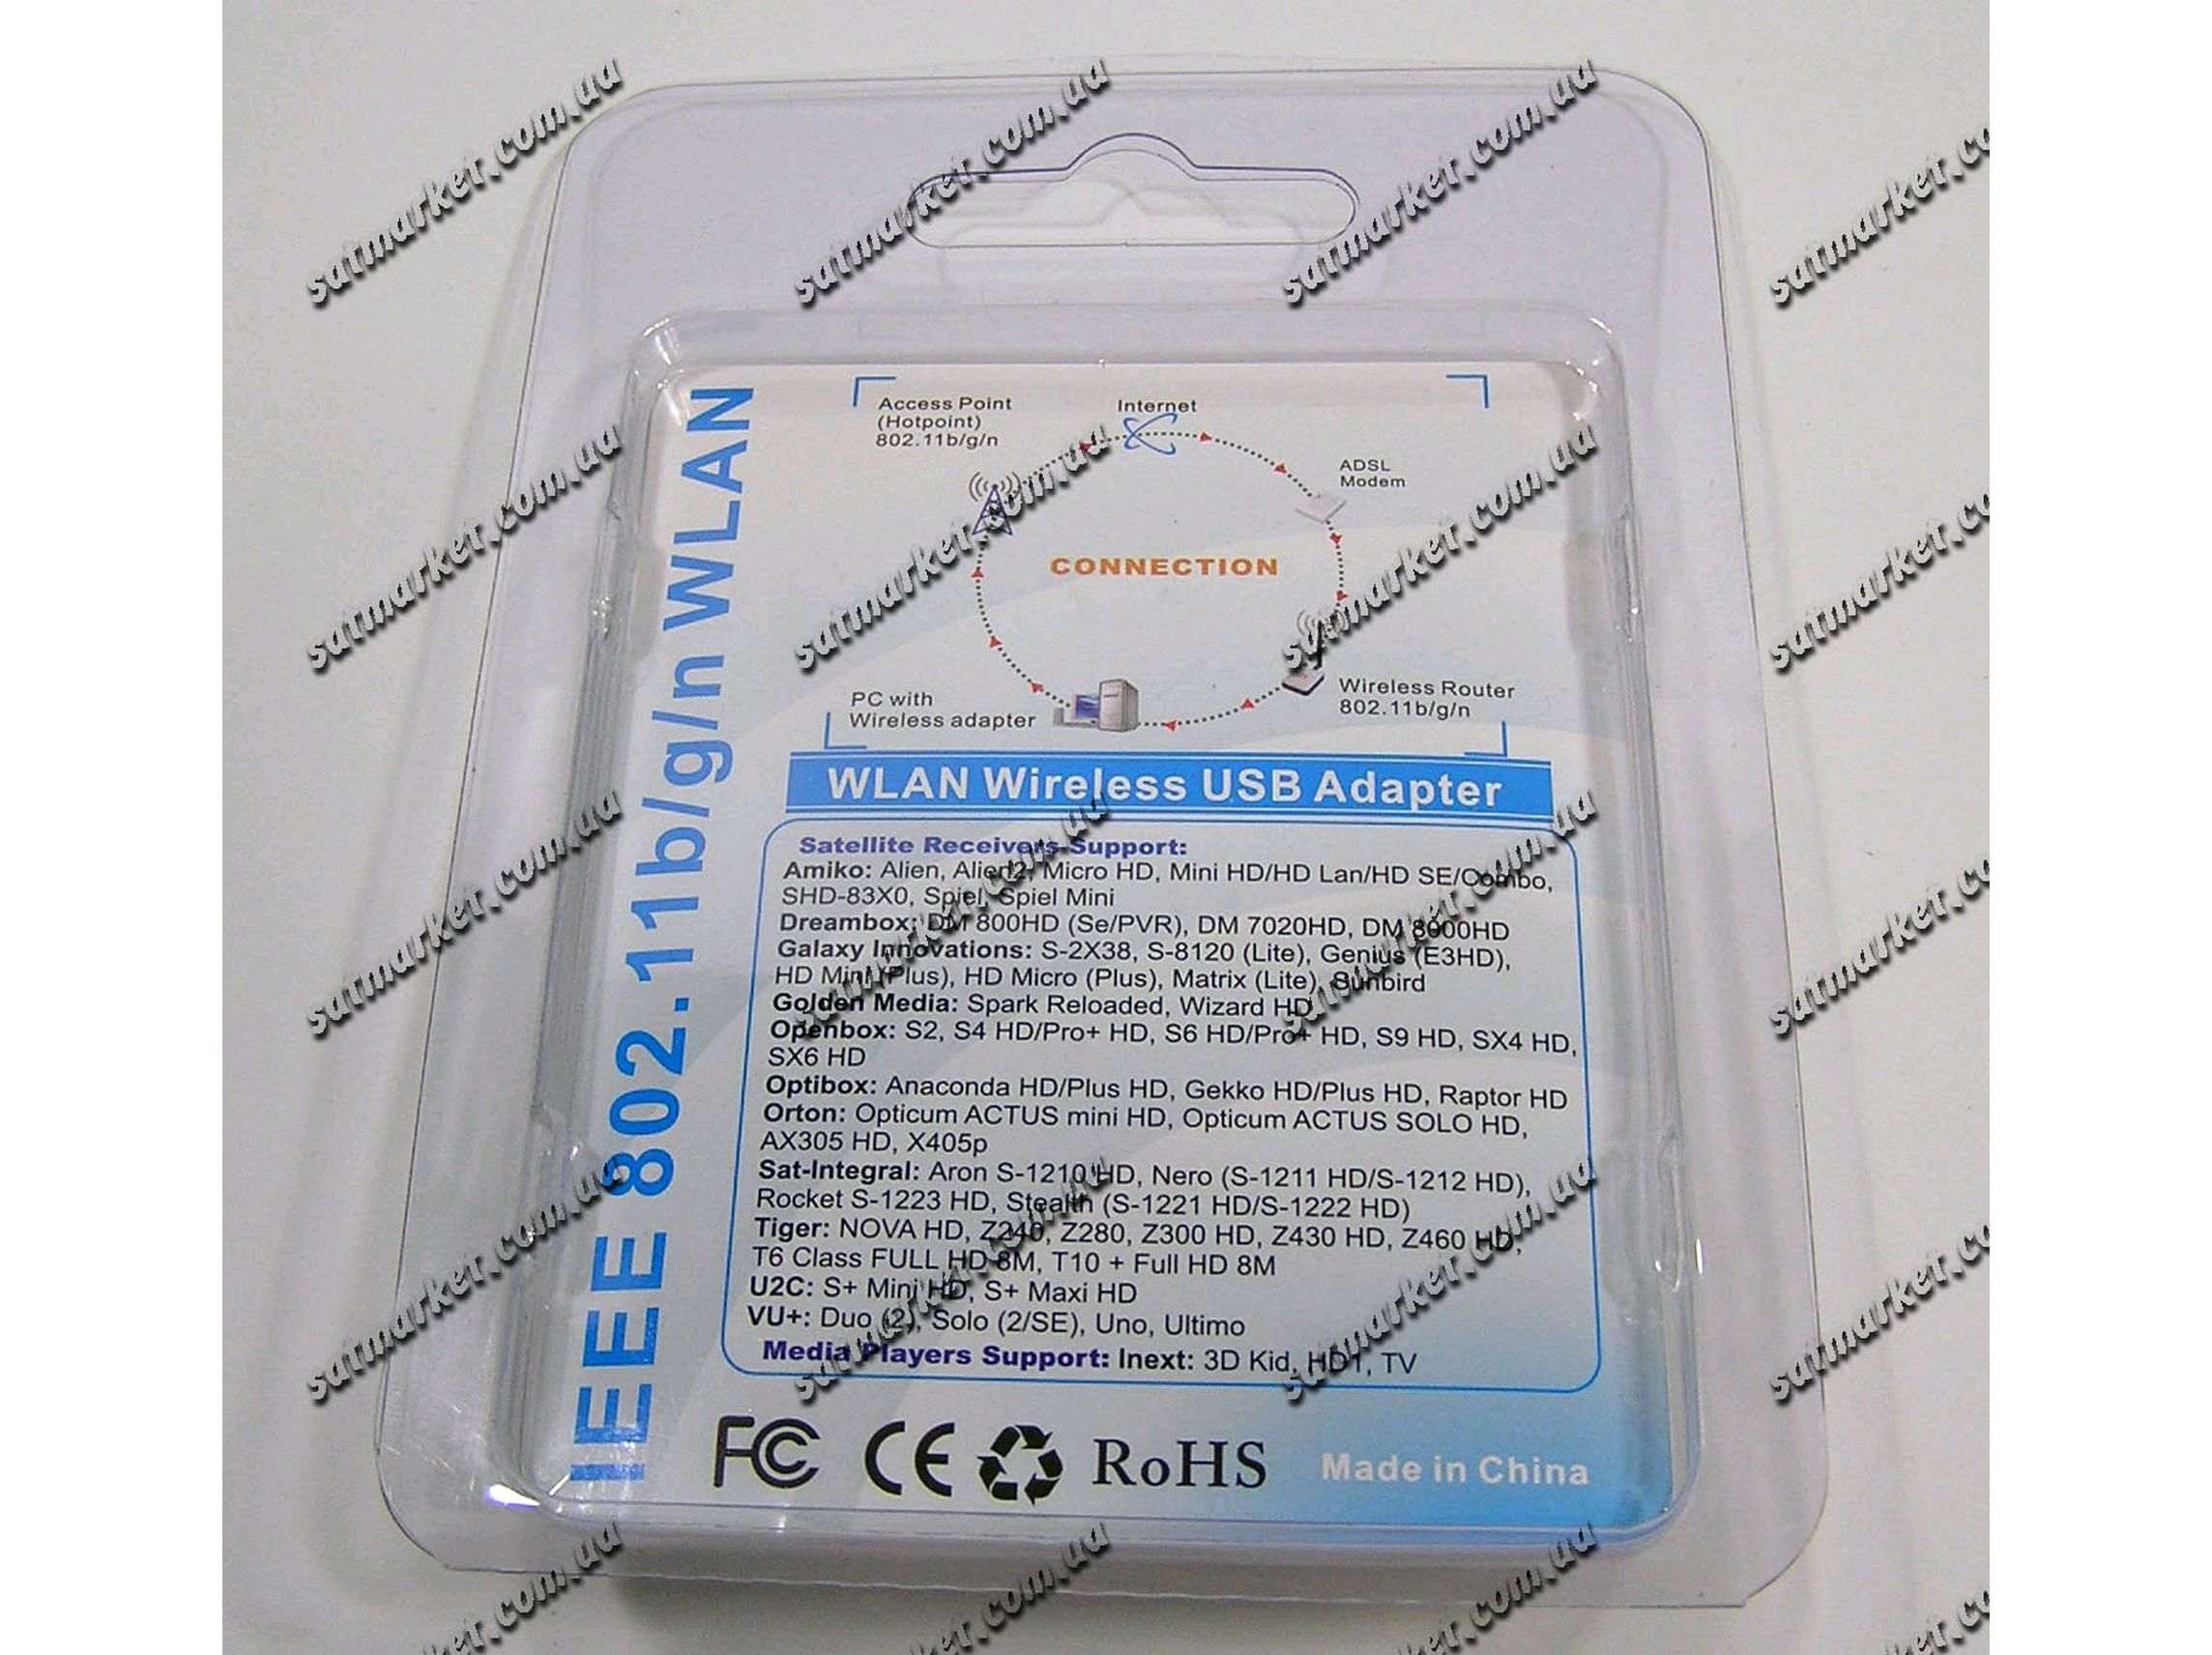 Access Point
(Hotpoint)
802.11b/g/n
Internet
ADSL
Modem
CONNECTION
PC with
Wireless adapter
Wireless Router
802.11b/g/n
IEEE 802.11b/g/n WLAN
WLAN Wireless USB Adapter
Satellite Receivers Support:
Amiko: Alien, Alien2, Micro HD, Mini HD/HD Lan/HD SE/Combo,
SHD-83X0, Spiel, Spiel Mini
Dreambox: DM 800HD (Se/PVR), DM 7020HD, DM 8000HD
Galaxy Innovations: S-2X38, S-8120 (Lite), Genius (E3HD),
HD Mini (Plus), HD Micro (Plus), Matrix (Lite), Sunbird
Golden Media: Spark Reloaded, Wizard HD
Openbox: S2, S4 HD/Pro+ HD, S6 HD/Pro+ HD, S9 HD, SX4 HD,
SX6 HD
Optibox: Anaconda HD/Plus HD, Gekko HD/Plus HD, Raptor HD
Orton: Opticum ACTUS mini HD, Opticum ACTUS SOLO HD,
AX305 HD, X405p
Sat-Integral: Aron S-1210 HD, Nero (S-1211 HD/S-1212 HD),
Rocket S-1223 HD, Stealth (S-1221 HD/S-1222 HD)
Tiger: NOVA HD, Z240, Z280, Z300 HD, Z430 HD, Z460 HD,
T6 Class FULL HD 8M, T10 + Full HD 8M
U2C: S+ Mini HD, S+ Maxi HD
VU+: Duo (2), Solo (2/SE), Uno, Ultimo
Media Players Support: Inext: 3D Kid, HD1, TV
FC CE RoHS Made in China
satmarket.com.ua